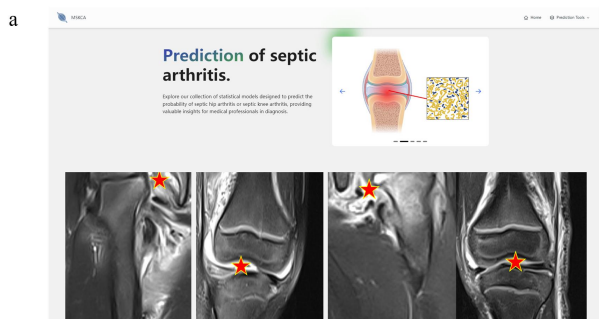 a
MSKCA
Home
Prediction Tools
Prediction of septic
arthritis.
Explore our collection of statistical models designed to predict the
probability of septic hip arthritis or septic knee arthritis, providing
valuable insights for medical professionals in diagnosis.